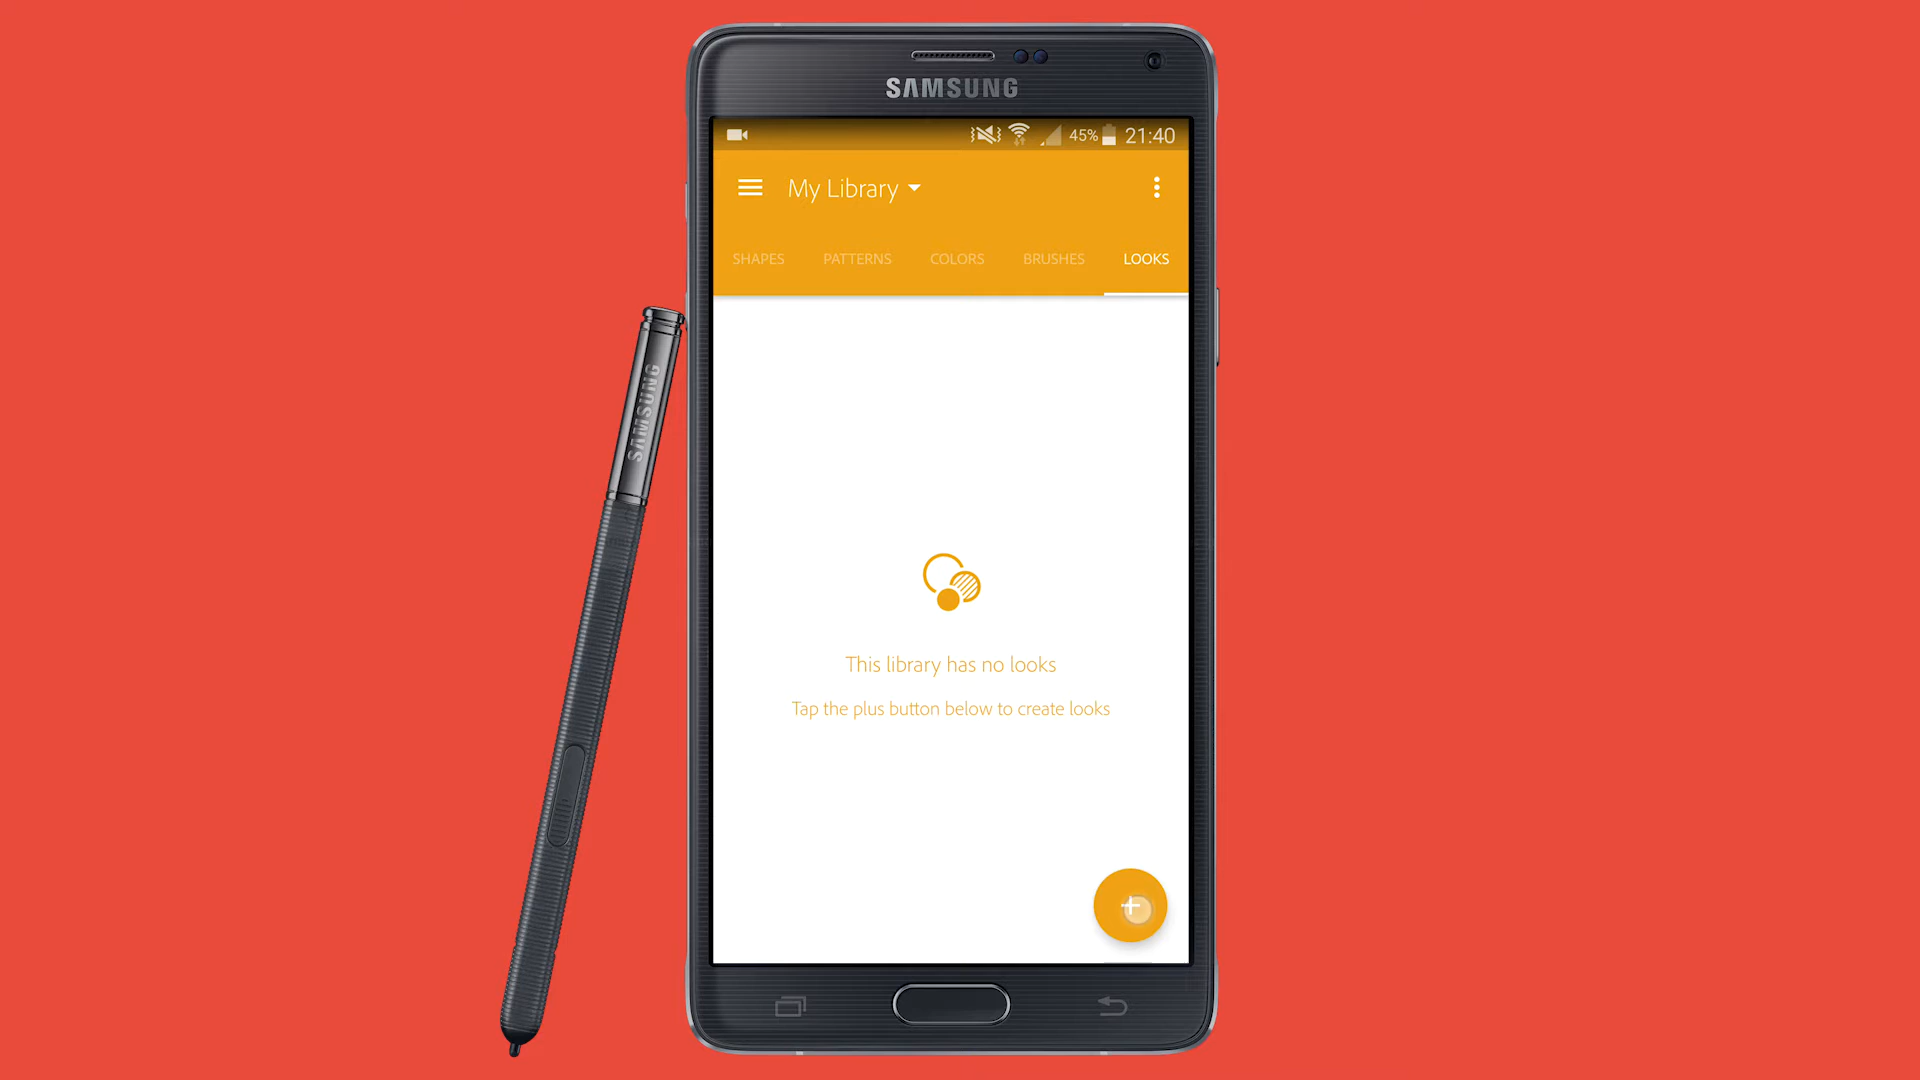 SAMSUNG
45% 21:40
My Library
SHAPES PATTERNS COLORS BRUSHES LOOKS
SAMSUNG
This library has no looks
Tap the plus button below to create looks